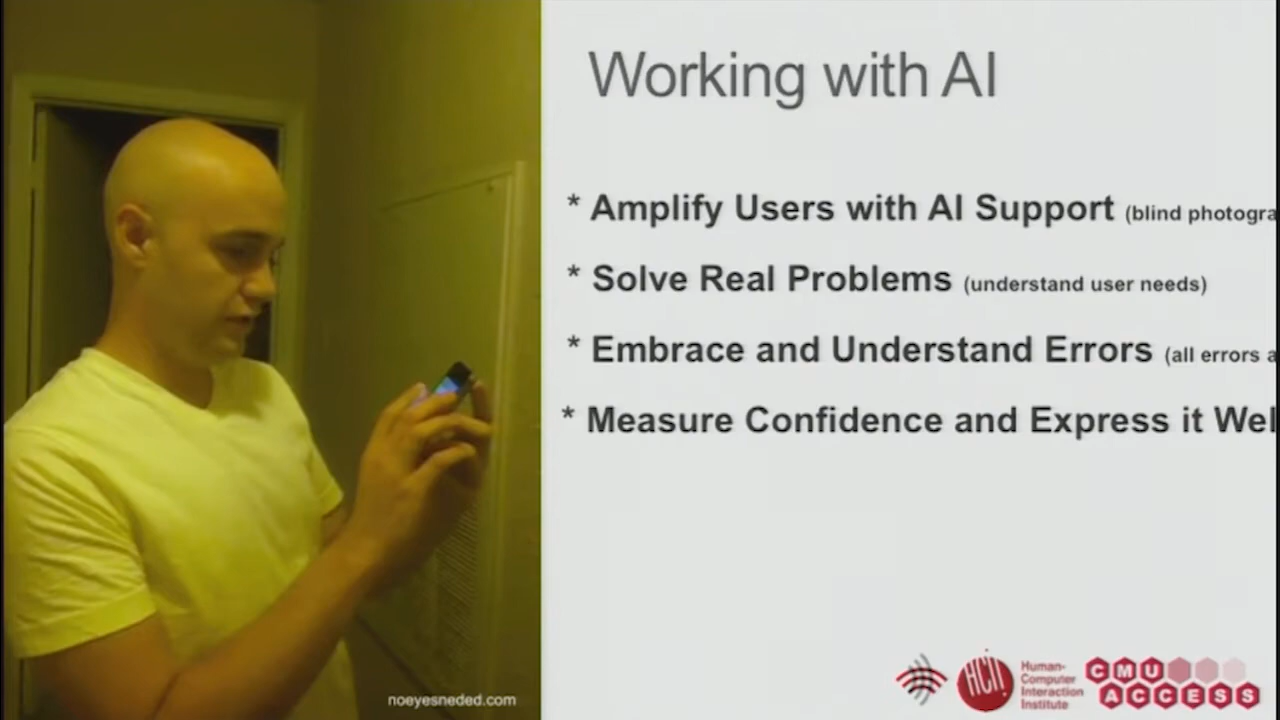 Working with AI
* Amplify Users with AI Support (blind photogra
* Solve Real Problems (understand user needs)
* Embrace and Understand Errors (all errors a
* Measure Confidence and Express it Wel
noeyesneded.com
HCII
Human-
Computer
Interaction
Institute
CMU
ACCESS